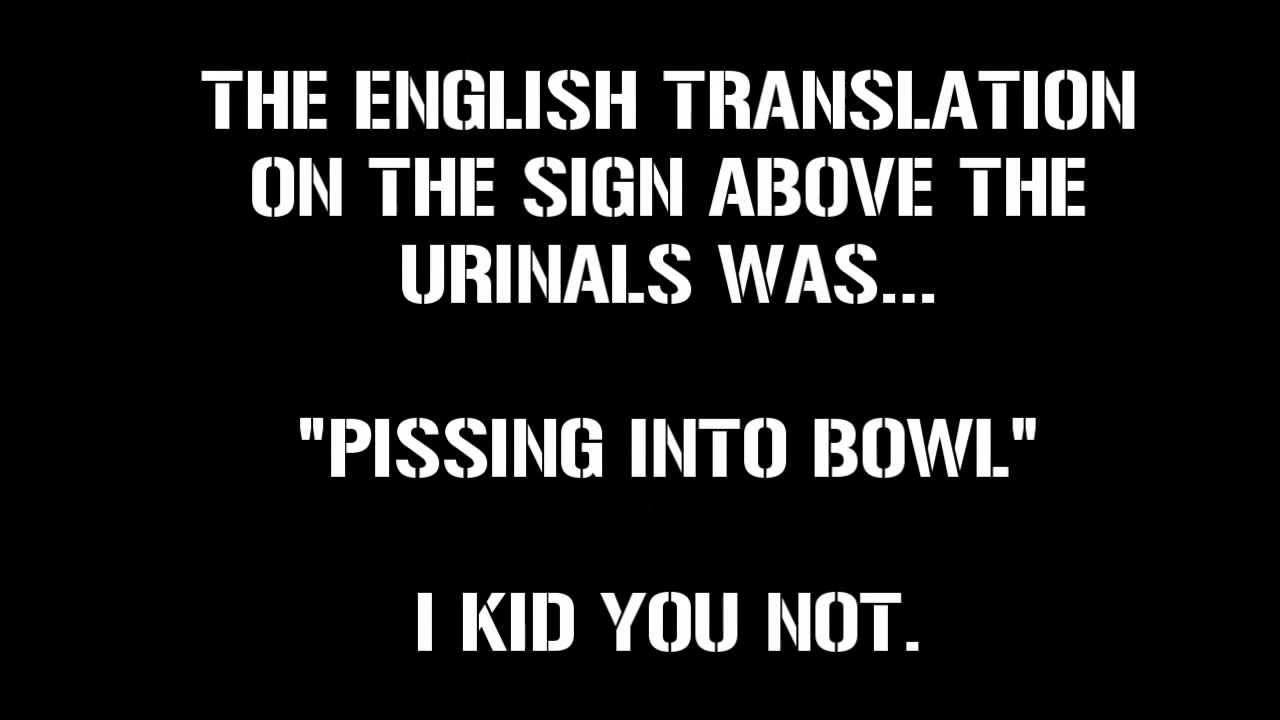 THE ENGLISH TRANSLATION
ON THE SIGN ABOVE THE
URINALS WAS...
"PISSING INTO BOWL"
I KID YOU NOT.